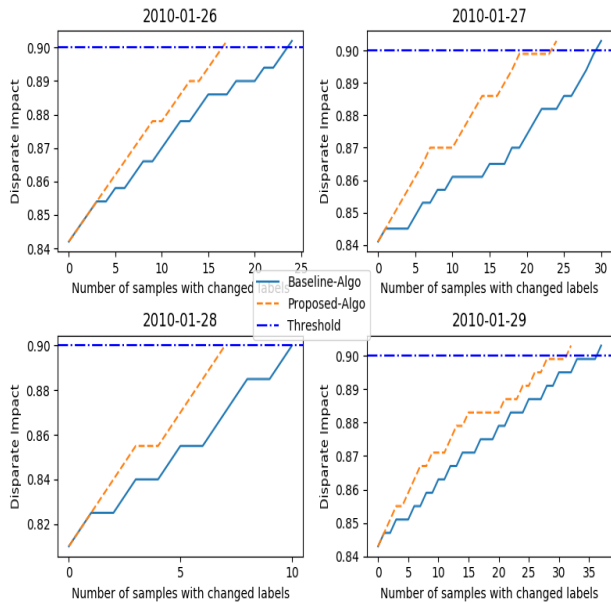 2010-01-26
0.90
0.89
0.88
0.87
0.86
0.85
0.84
Disparate Impact
0 5 10 15 20 25
Number of samples with changed labels
2010-01-27
0.90
0.89
0.88
0.87
0.86
0.85
0.84
Disparate Impact
0 5 10 15 20 25 30
Number of samples with changed labels
Baseline-Algo
Proposed-Algo
Threshold
2010-01-28
0.90
0.88
0.86
0.84
0.82
Disparate Impact
0 5 10
Number of samples with changed labels
2010-01-29
0.90
0.89
0.88
0.87
0.86
0.85
0.84
Disparate Impact
0 5 10 15 20 25 30 35
Number of samples with changed labels